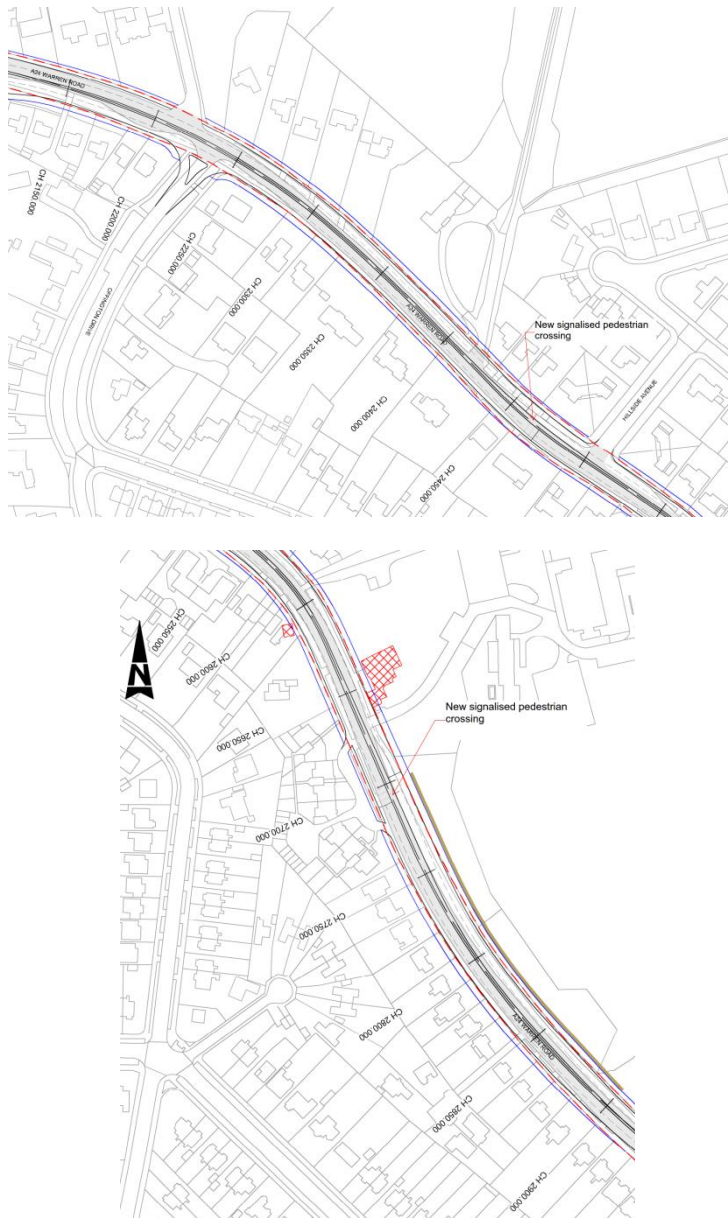 A24 WARREN ROAD
CH 2150.000
CH 2200.000
OFFINGTON DRIVE
CH 2250.000
CH 2300.000
CH 2350.000
A24 WARREN ROAD
CH 2400.000
New signalised pedestrian
crossing
HILLSIDE AVENUE
CH 2450.000
CH 2550.000
CH 2600.000
N
CH 2650.000
New signalised pedestrian
crossing
CH 2700.000
CH 2750.000
CH 2800.000
A24 WARREN ROAD
CH 2850.000
CH 2900.000